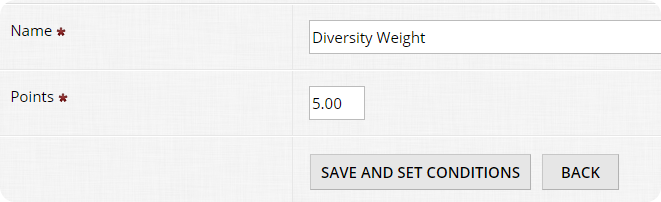 Name * Diversity Weight
Points * 5.00
SAVE AND SET CONDITIONS BACK